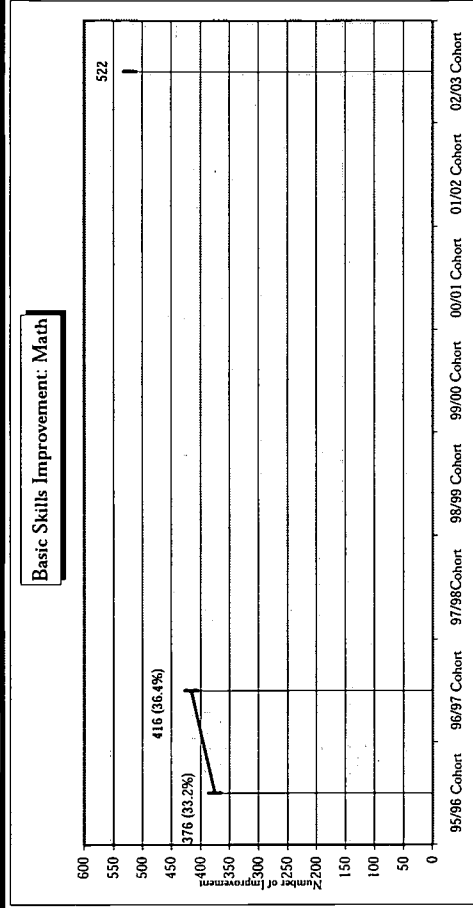 Basic Skills Improvement: Math
600
550
500
450
400
350
300
250
200
150
100
50
0
Number of Improvement
376 (33.2%)
416 (36.4%)
522
95/96 Cohort
96/97 Cohort
97/98Cohort
98/99 Cohort
99/00 Cohort
00/01 Cohort
01/02 Cohort
02/03 Cohort